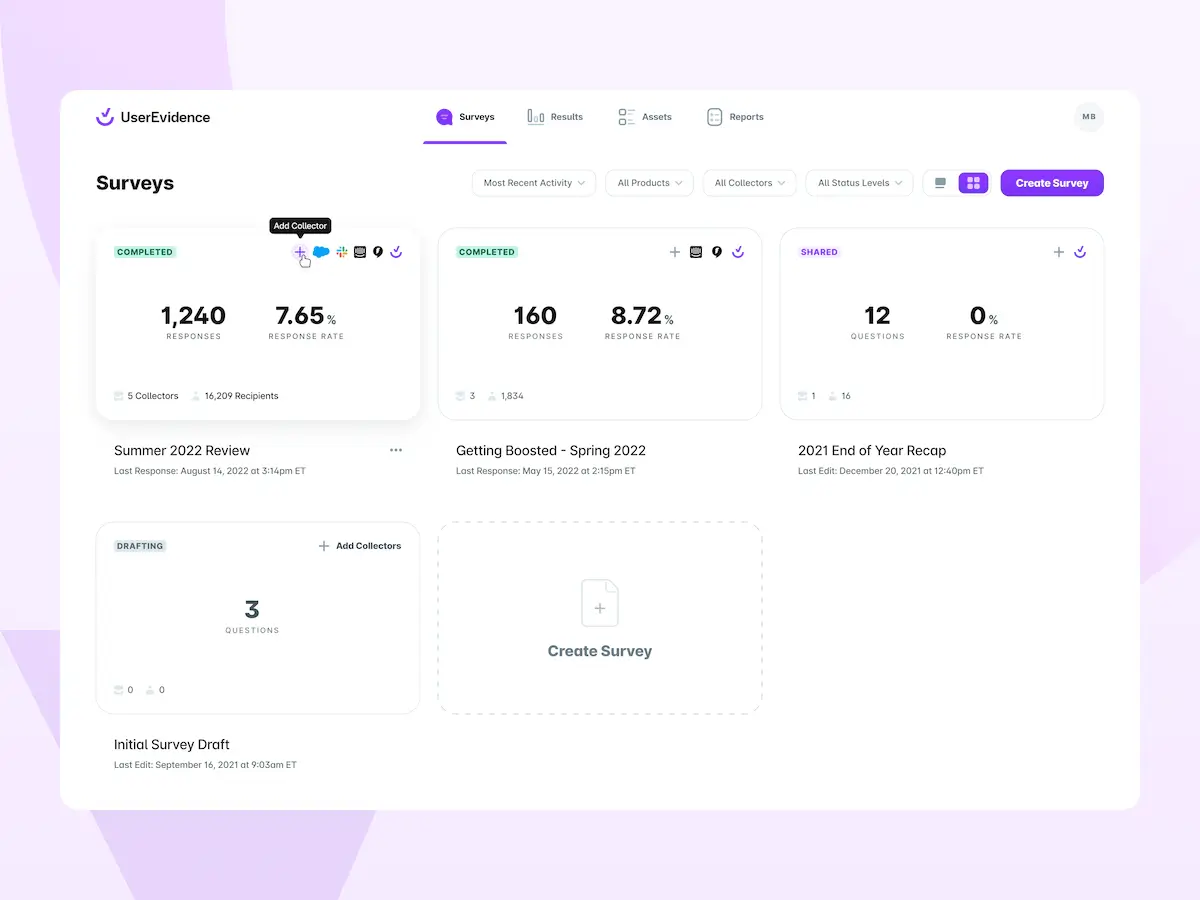 UserEvidence
Surveys
Results
Assets
Reports
MB
Surveys
Most Recent Activity
All Products
All Collectors
All Status Levels
Create Survey
Add Collector
COMPLETED
1,240
RESPONSES
7.65%
RESPONSE RATE
5 Collectors
16,209 Recipients
Summer 2022 Review
Last Response: August 14, 2022 at 3:14pm ET
COMPLETED
160
RESPONSES
8.72%
RESPONSE RATE
3
1,834
Getting Boosted - Spring 2022
Last Response: May 15, 2022 at 2:15pm ET
SHARED
12
QUESTIONS
0%
RESPONSE RATE
1
16
2021 End of Year Recap
Last Edit: December 20, 2021 at 12:40pm ET
DRAFTING
Add Collectors
3
QUESTIONS
0
0
Initial Survey Draft
Last Edit: September 16, 2021 at 9:03am ET
Create Survey